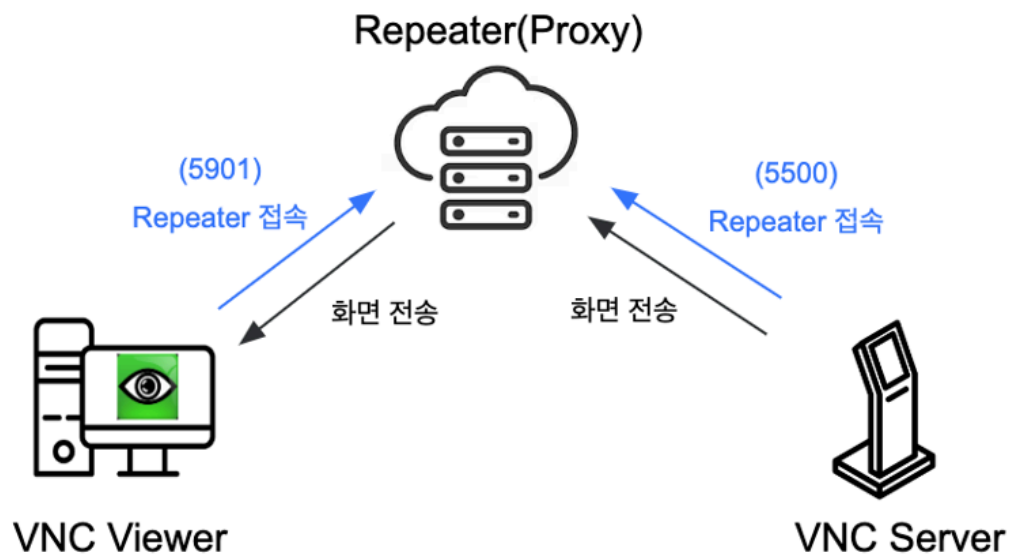 Repeater(Proxy)
(5901)
Repeater 접속
(5500)
Repeater 접속
화면 전송
화면 전송
VNC Viewer
VNC Server